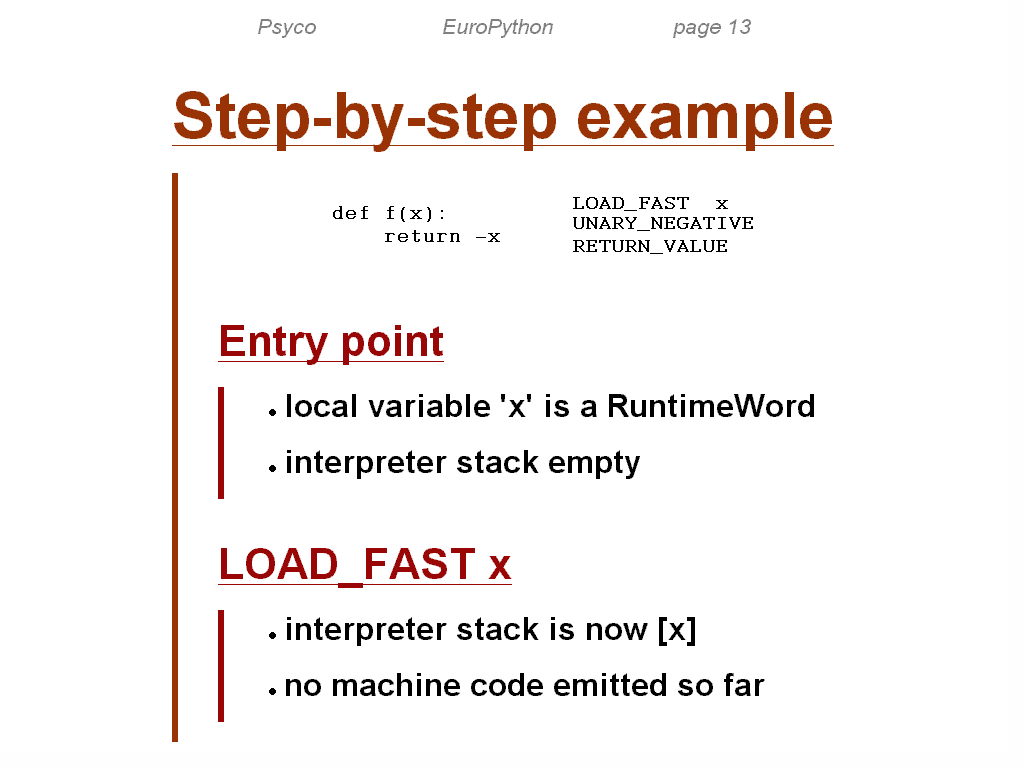 Psyco EuroPython page 13
Step-by-step example
def f(x):
    return -x
LOAD_FAST  x
UNARY_NEGATIVE
RETURN_VALUE
Entry point
• local variable 'x' is a RuntimeWord
• interpreter stack empty
LOAD_FAST x
• interpreter stack is now [x]
• no machine code emitted so far